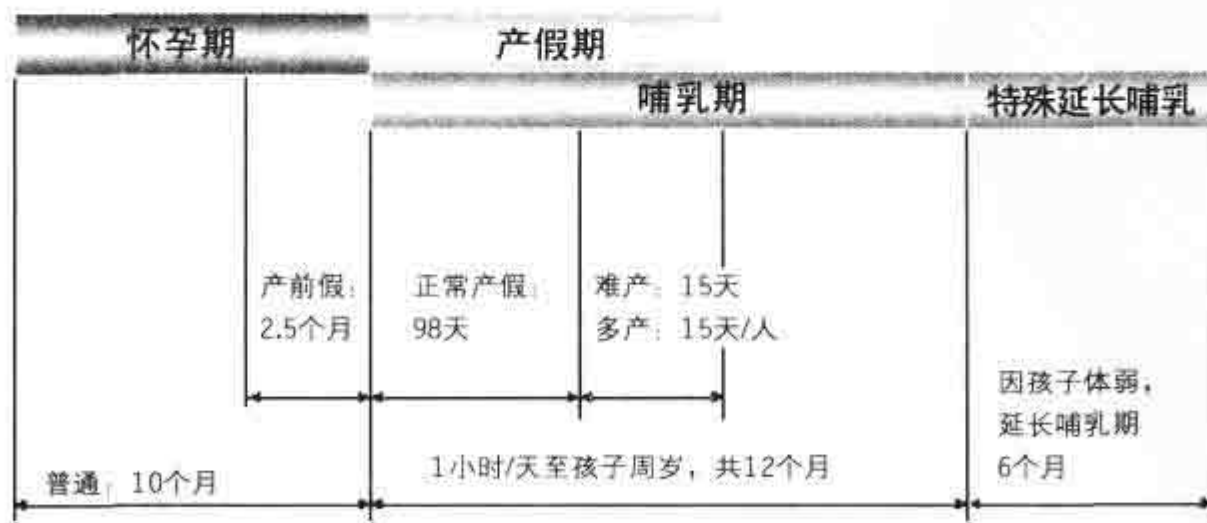 怀孕期
产假期
哺乳期
特殊延长哺乳
产前假:
2.5个月
正常产假:
98天
难产: 15天
多产: 15天/人
因孩子体弱,
延长哺乳期
6个月
普通: 10个月
1小时/天至孩子周岁, 共12个月